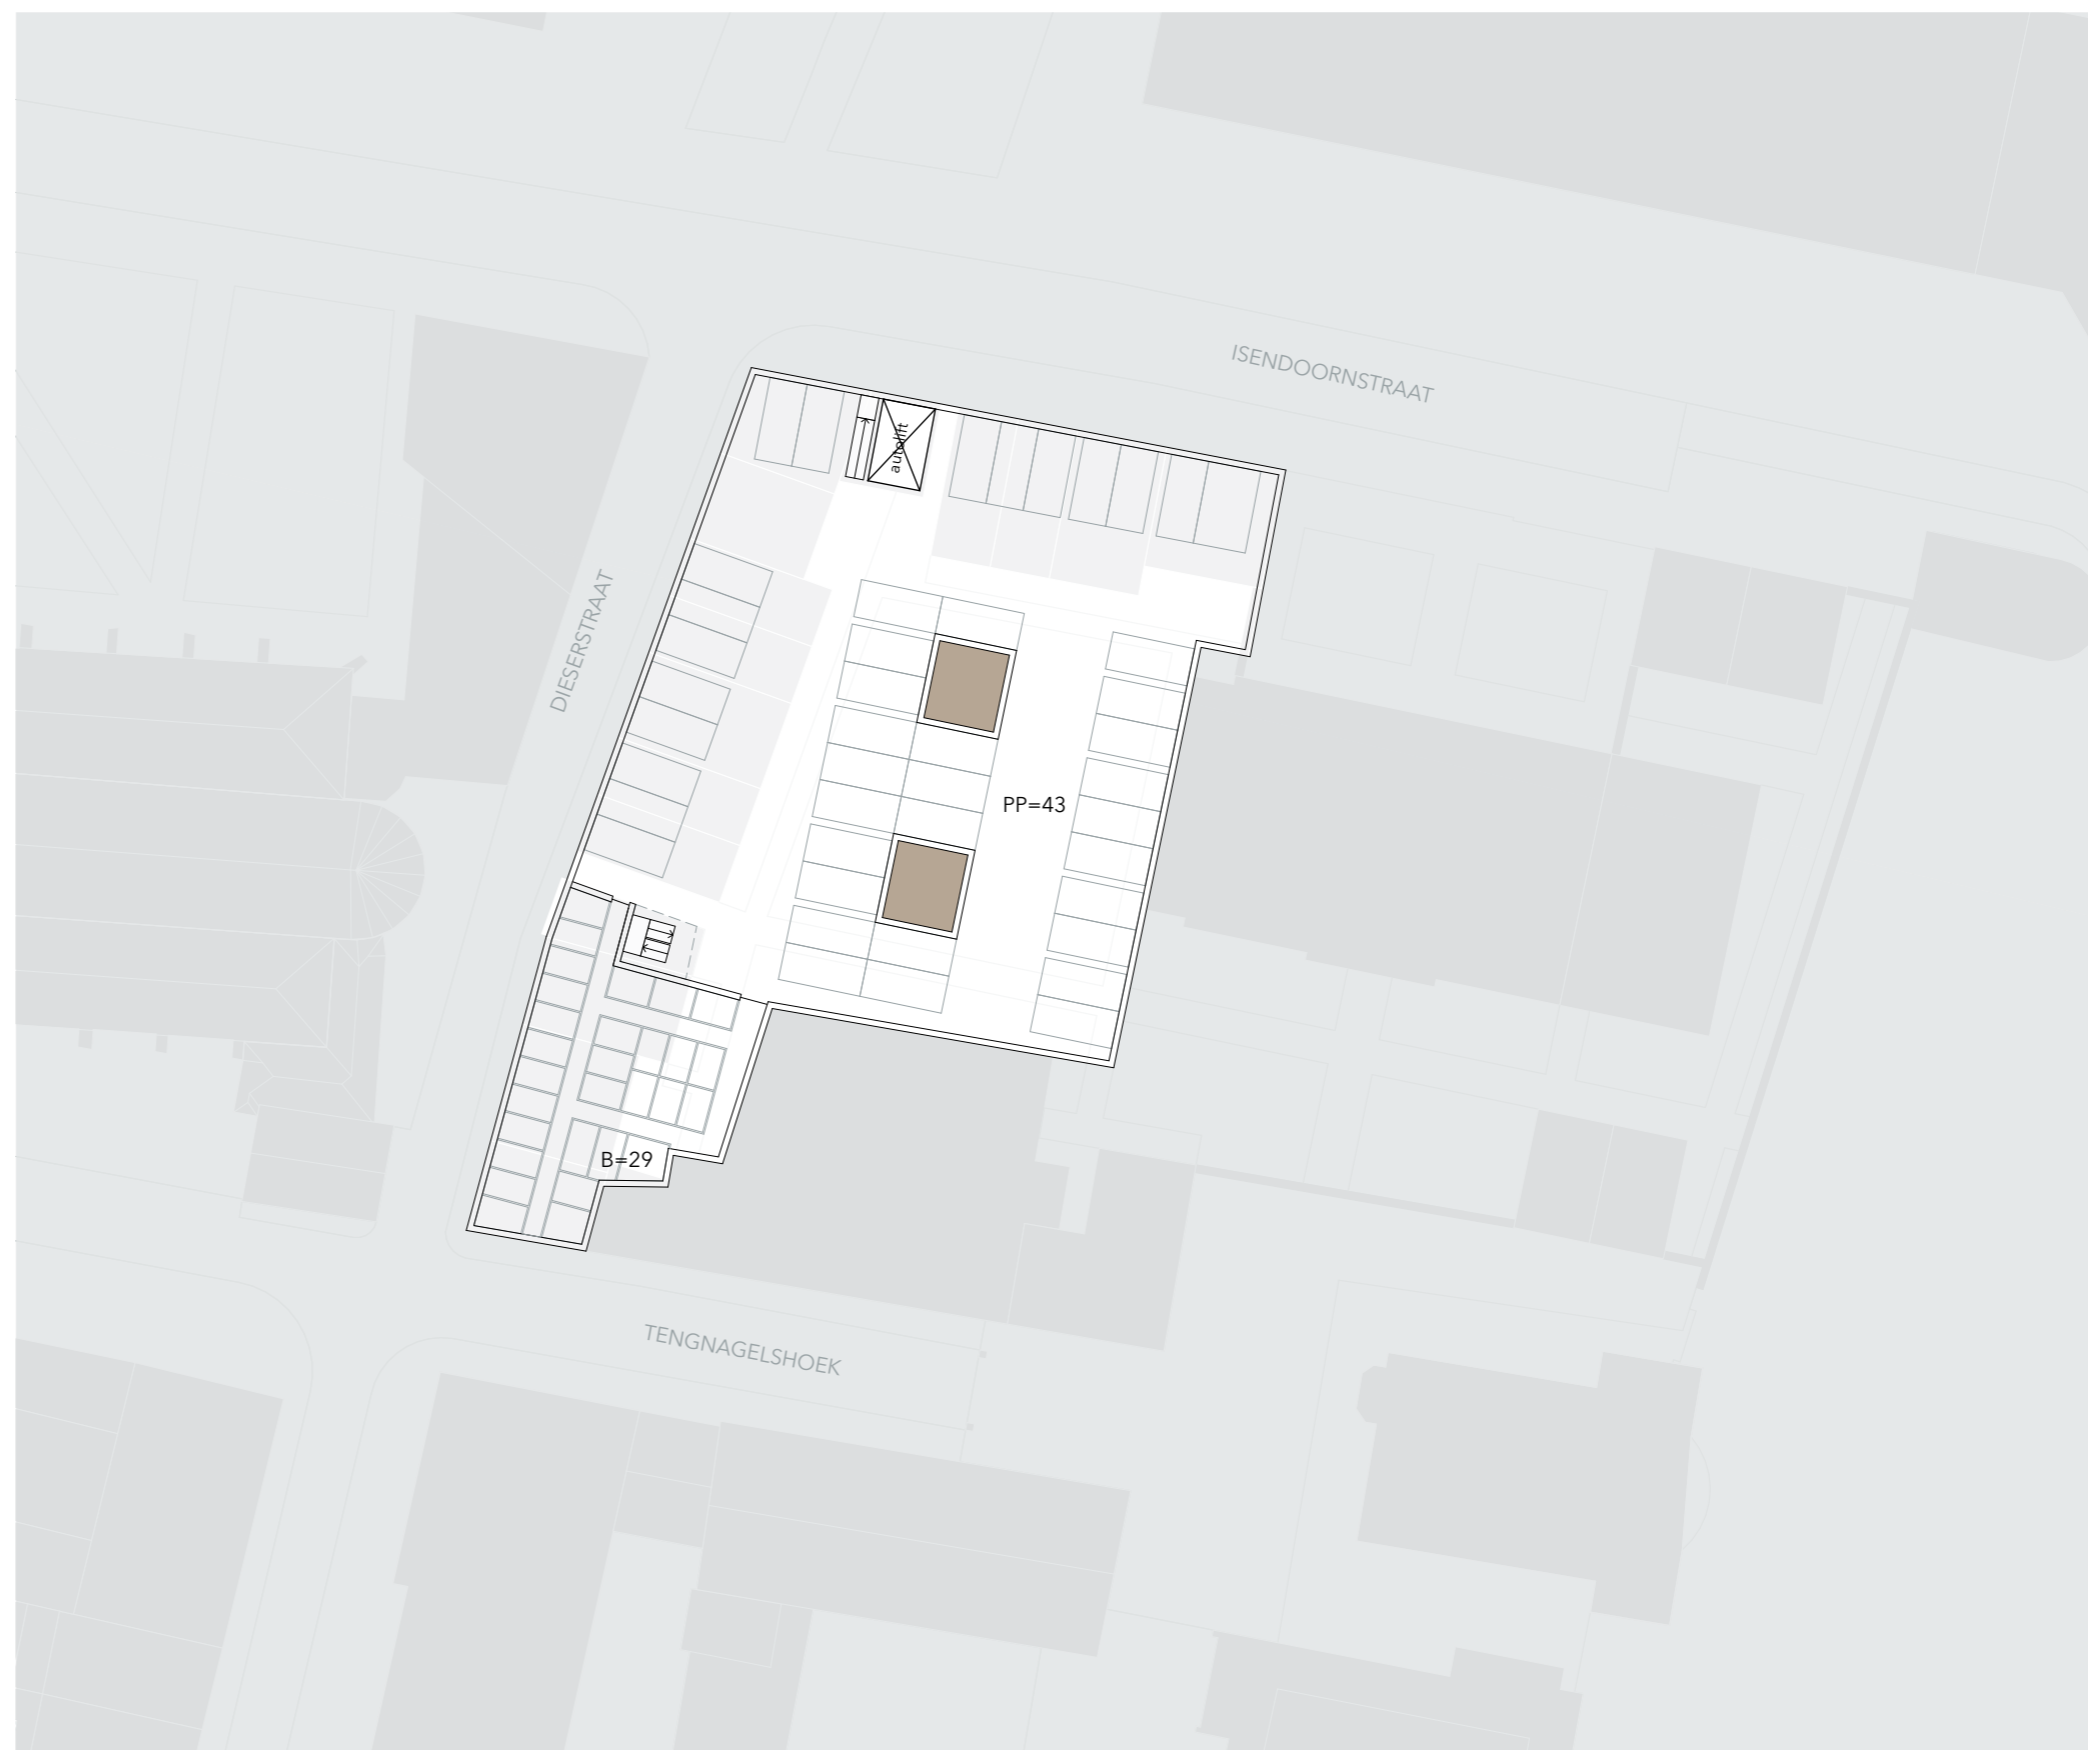 ISENDOORNSTRAAT
autolift
DIESERSTRAAT
PP=43
B=29
TENGNAGELSHOEK